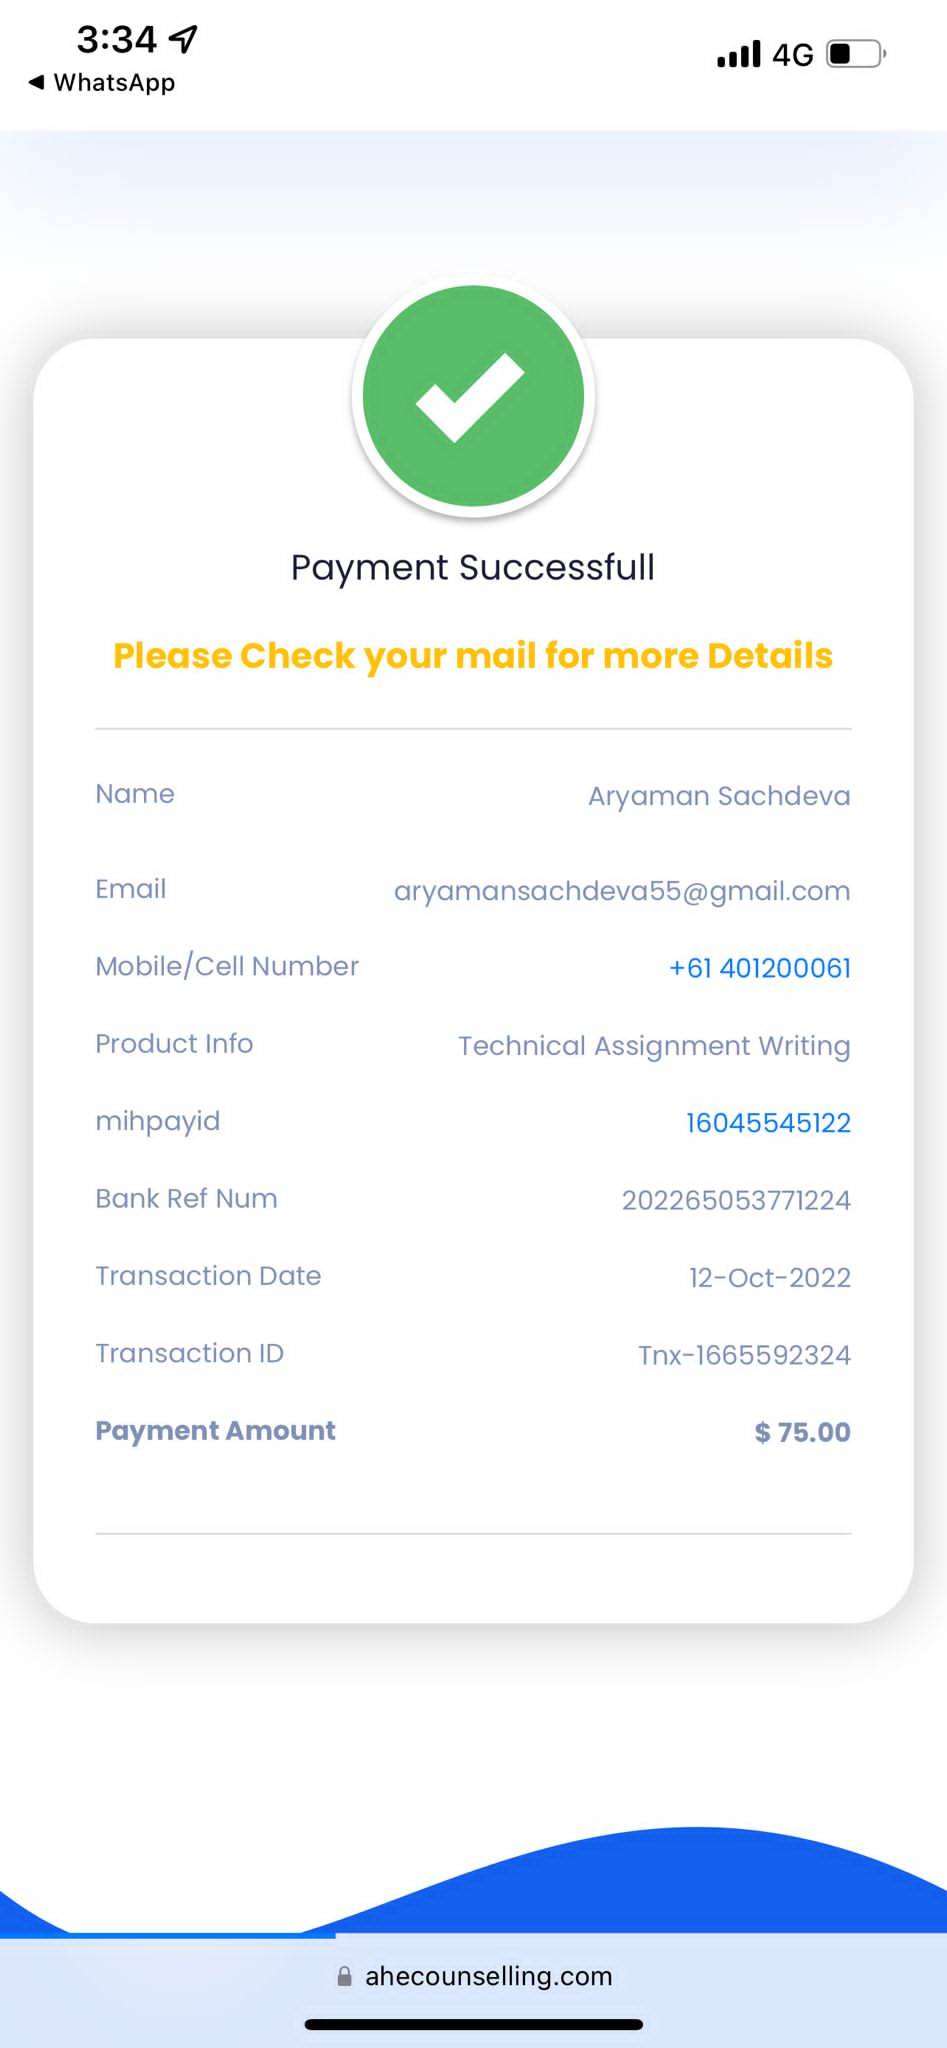 3:34
◀ WhatsApp
4G
Payment Successfull
Please Check your mail for more Details
Name Aryaman Sachdeva
Email aryamansachdeva55@gmail.com
Mobile/Cell Number +61 401200061
Product Info Technical Assignment Writing
mihpayid 16045545122
Bank Ref Num 202265053771224
Transaction Date 12-Oct-2022
Transaction ID Tnx-1665592324
Payment Amount $ 75.00
ahecounselling.com